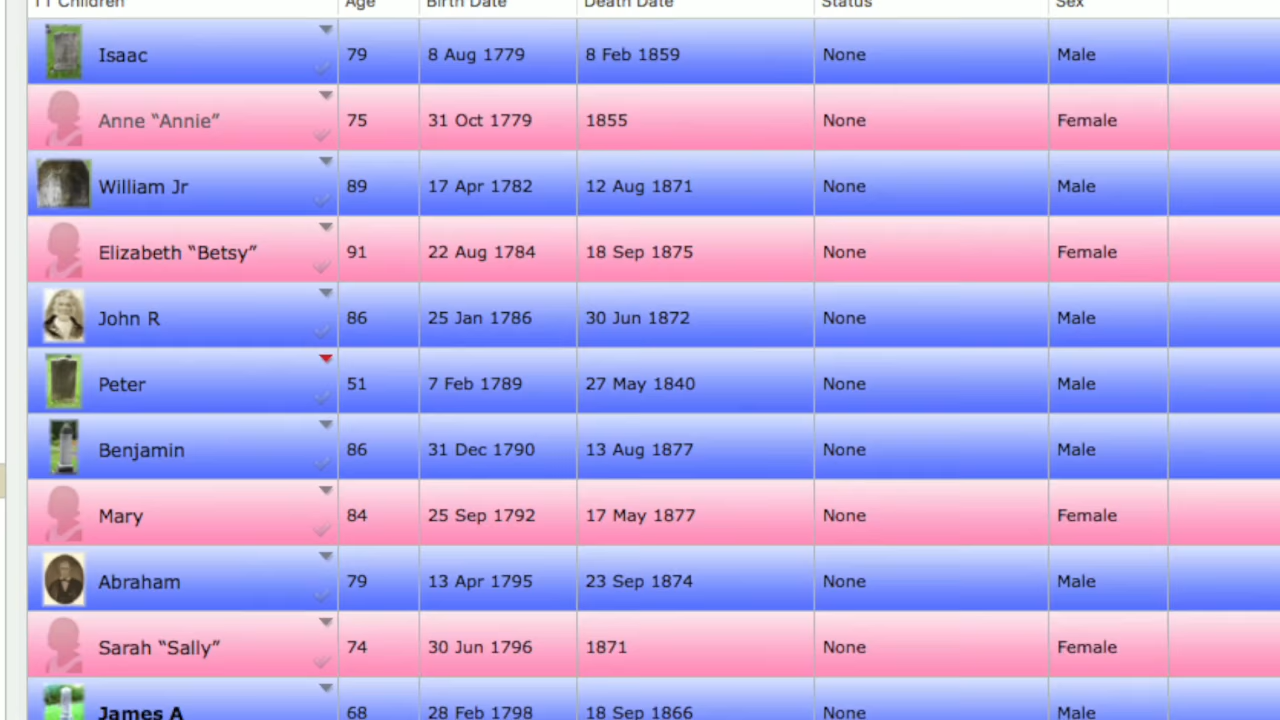 11 Children Age Birth Date Death Date Status Sex
Isaac 79 8 Aug 1779 8 Feb 1859 None Male
Anne “Annie” 75 31 Oct 1779 1855 None Female
William Jr 89 17 Apr 1782 12 Aug 1871 None Male
Elizabeth “Betsy” 91 22 Aug 1784 18 Sep 1875 None Female
John R 86 25 Jan 1786 30 Jun 1872 None Male
Peter 51 7 Feb 1789 27 May 1840 None Male
Benjamin 86 31 Dec 1790 13 Aug 1877 None Male
Mary 84 25 Sep 1792 17 May 1877 None Female
Abraham 79 13 Apr 1795 23 Sep 1874 None Male
Sarah “Sally” 74 30 Jun 1796 1871 None Female
James A 68 28 Feb 1798 18 Sep 1866 None Male